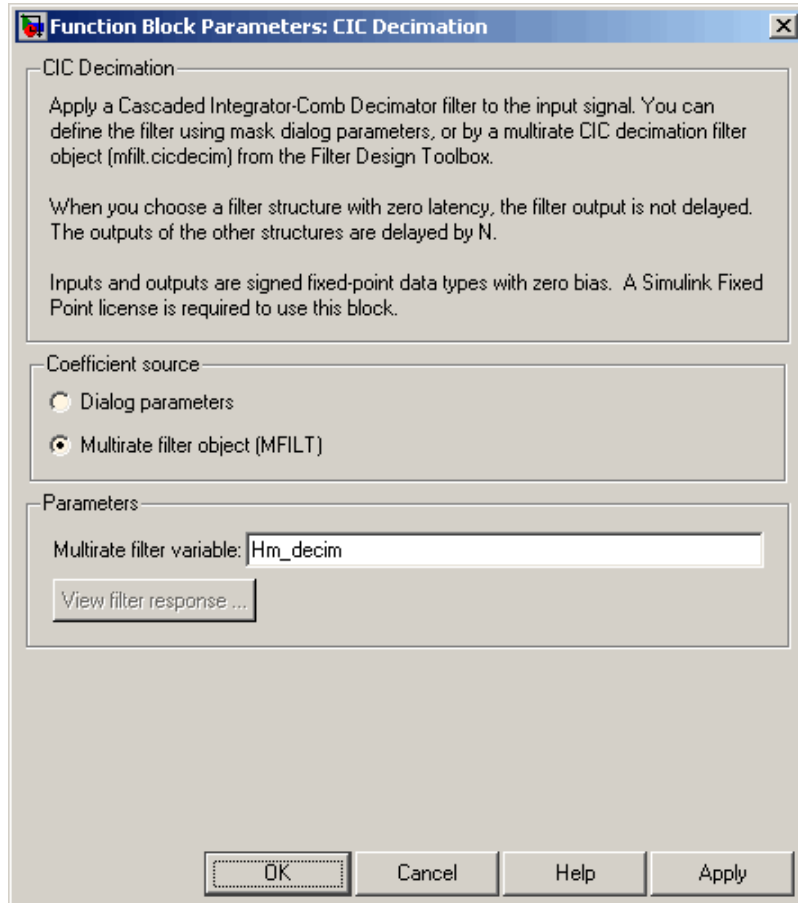 Function Block Parameters: CIC Decimation
CIC Decimation
Apply a Cascaded Integrator-Comb Decimator filter to the input signal. You can
define the filter using mask dialog parameters, or by a multirate CIC decimation filter
object (mfilt.cicdecim) from the Filter Design Toolbox.
When you choose a filter structure with zero latency, the filter output is not delayed.
The outputs of the other structures are delayed by N.
Inputs and outputs are signed fixed-point data types with zero bias.  A Simulink Fixed
Point license is required to use this block.
Coefficient source
Dialog parameters
Multirate filter object (MFILT)
Parameters
Multirate filter variable: Hm_decim
View filter response ...
OK Cancel Help Apply